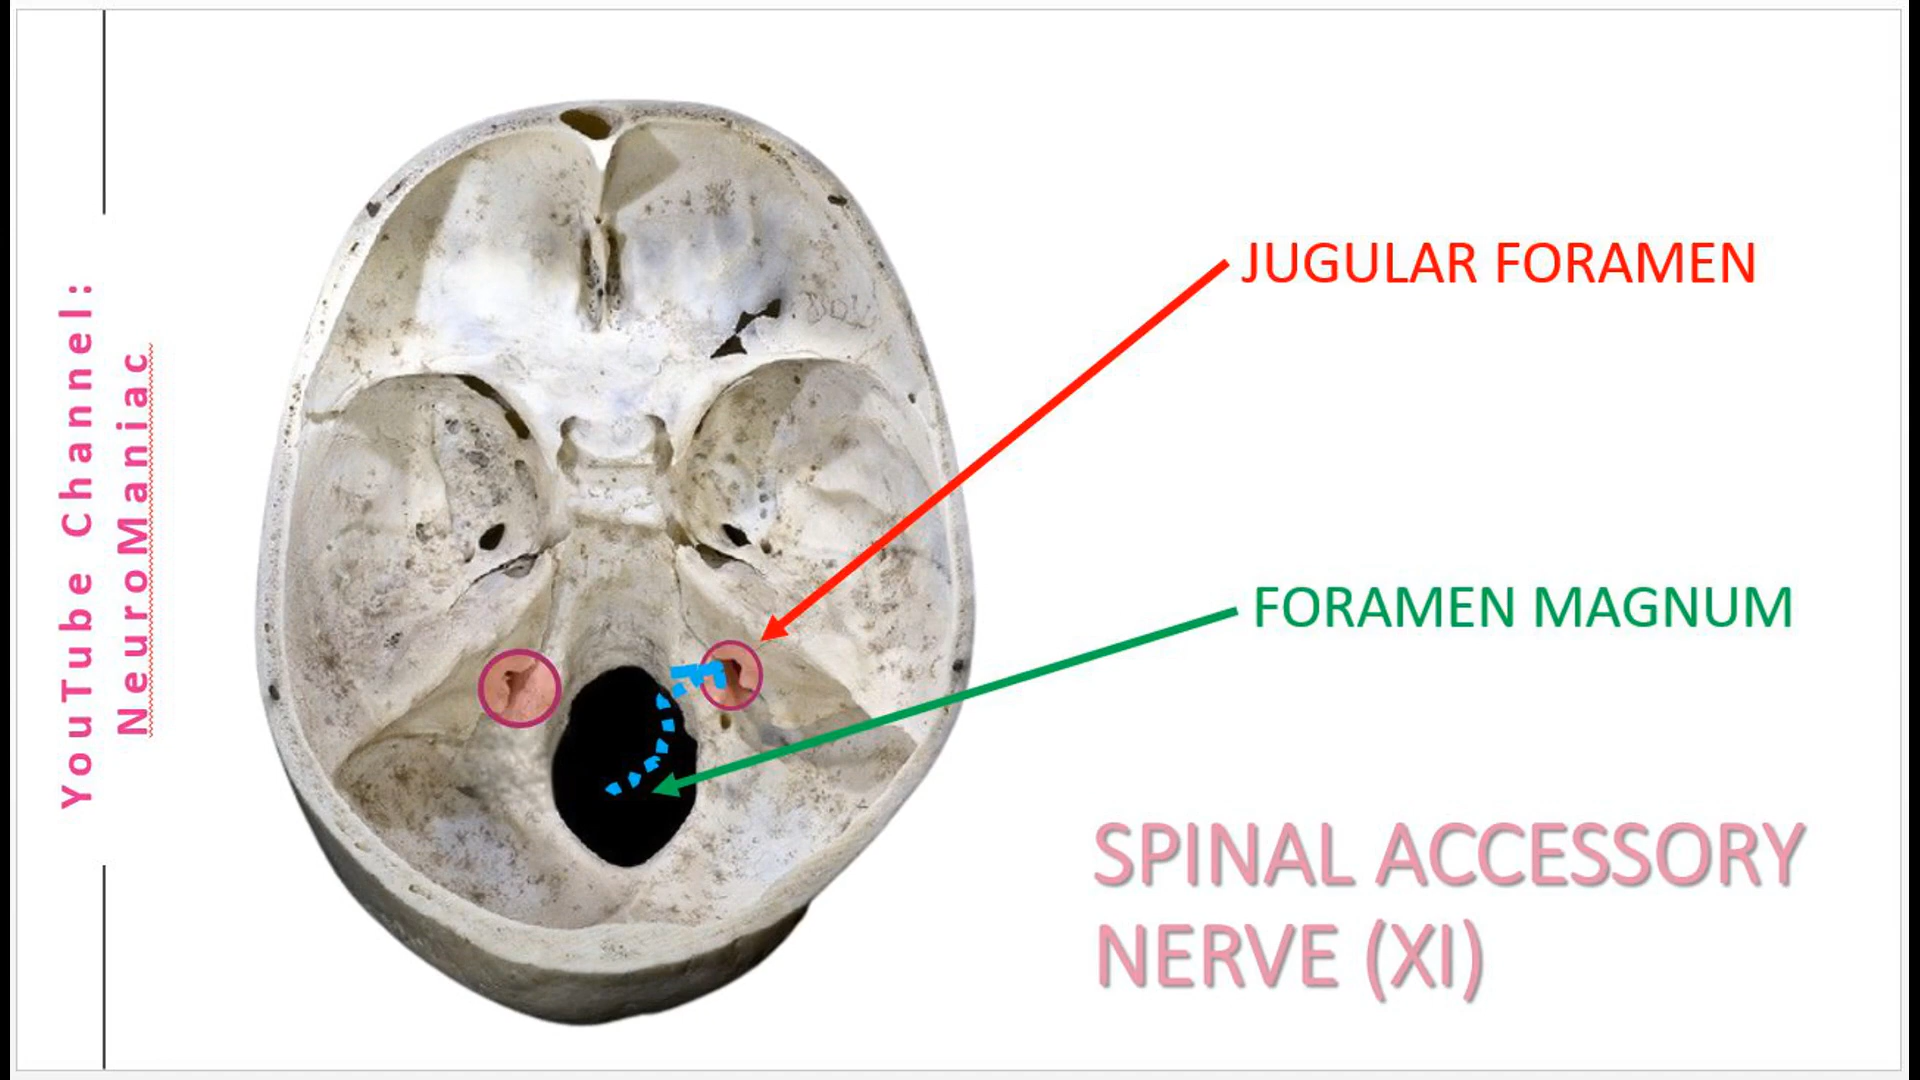 YouTube Channel:
NeuroManiac
JUGULAR FORAMEN
FORAMEN MAGNUM
SPINAL ACCESSORY
NERVE (XI)